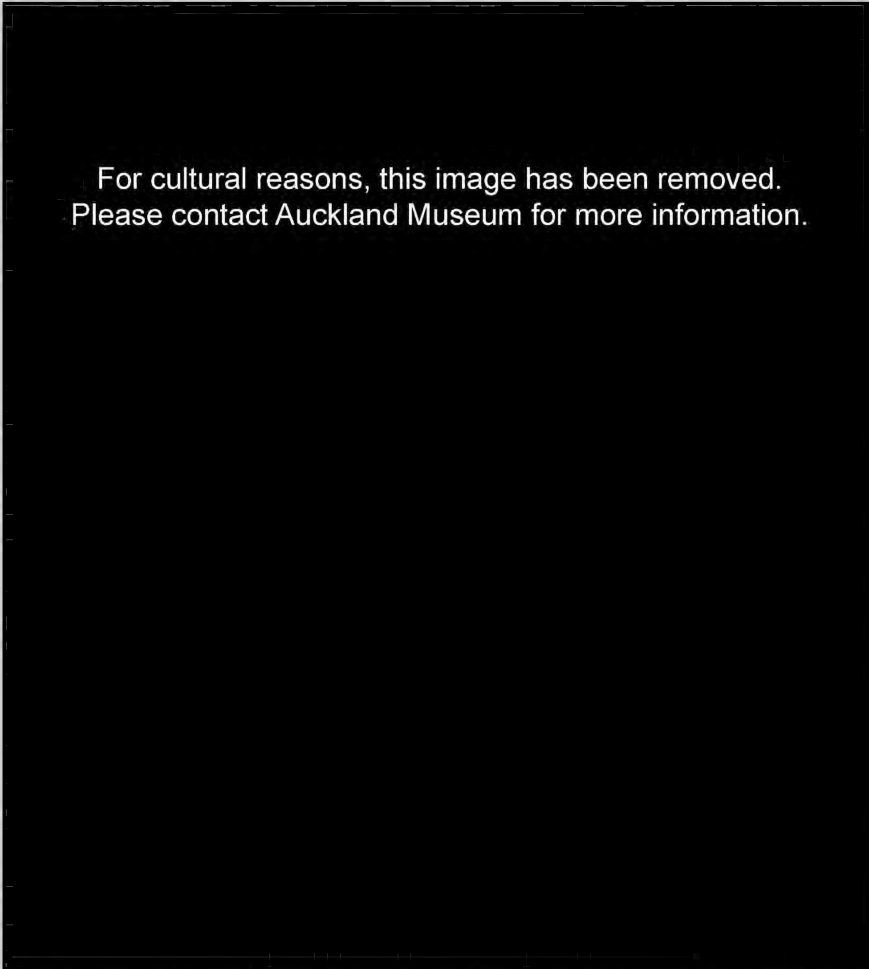 For cultural reasons, this image has been removed.
Please contact Auckland Museum for more information.